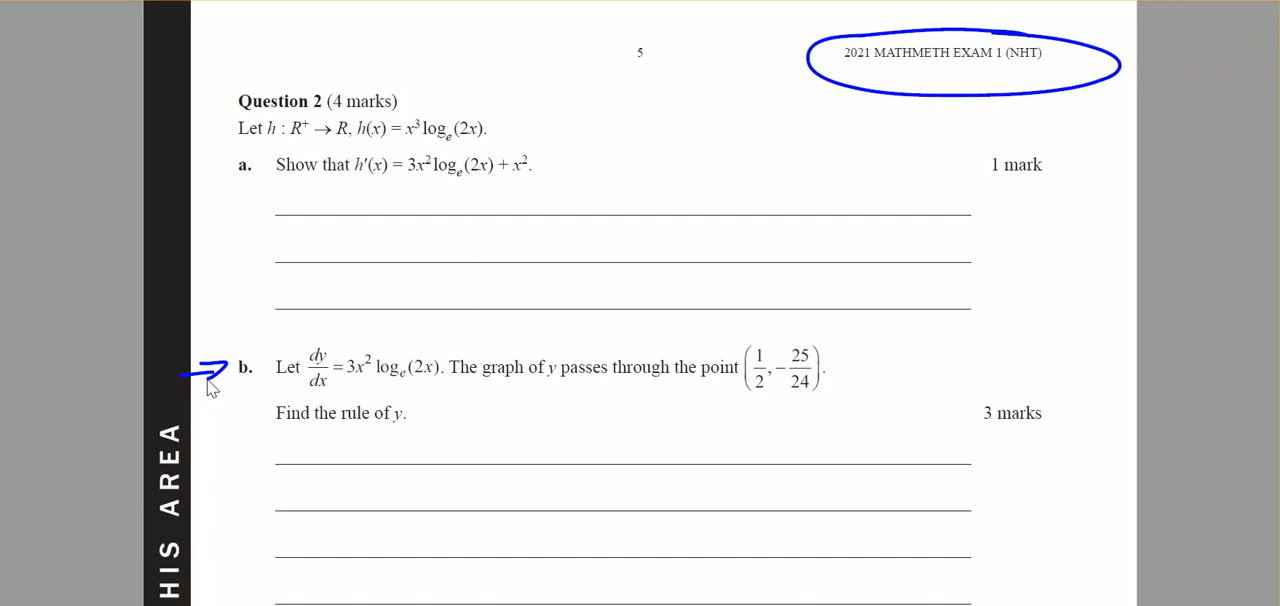 5
2021 MATHMETH EXAM 1 (NHT)
Question 2 (4 marks)
Let h : R⁺ → R, h(x) = x³ logₑ(2x).
a. Show that h′(x) = 3x² logₑ(2x) + x². 1 mark
b. Let dy/dx = 3x² logₑ(2x). The graph of y passes through the point (1/2, −25/24).
Find the rule of y. 3 marks
HIS AREA